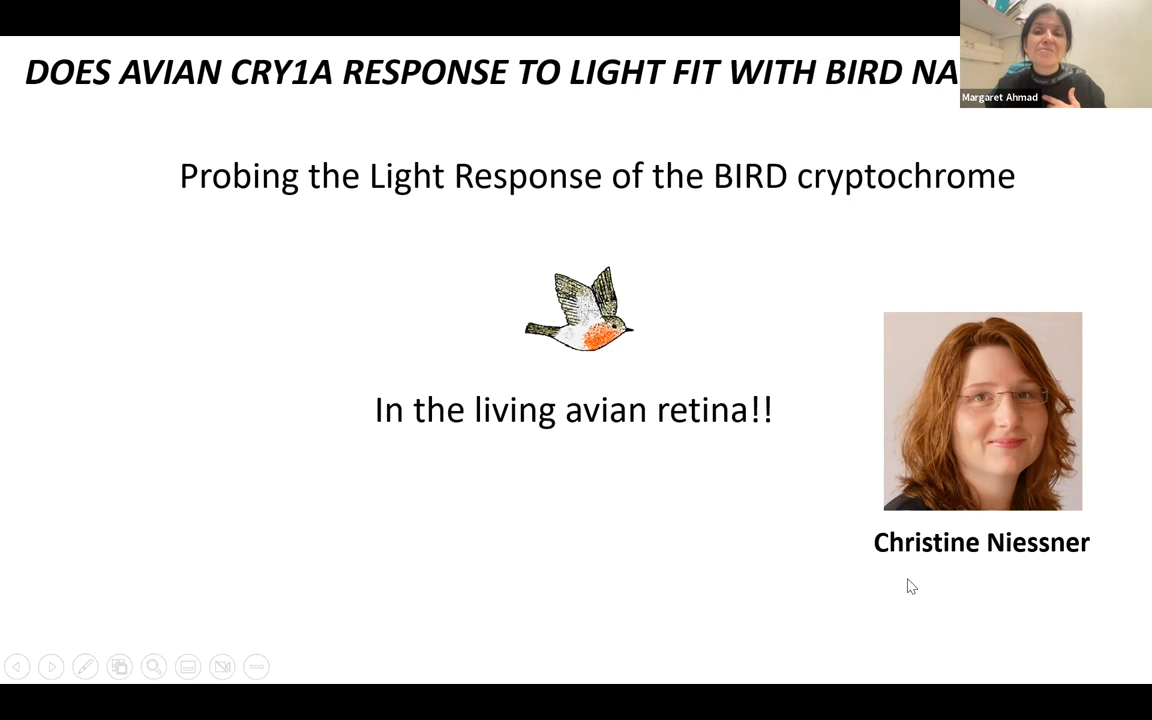 DOES AVIAN CRY1A RESPONSE TO LIGHT FIT WITH BIRD NA
Margaret Ahmad
Probing the Light Response of the BIRD cryptochrome
In the living avian retina!!
Christine Niessner